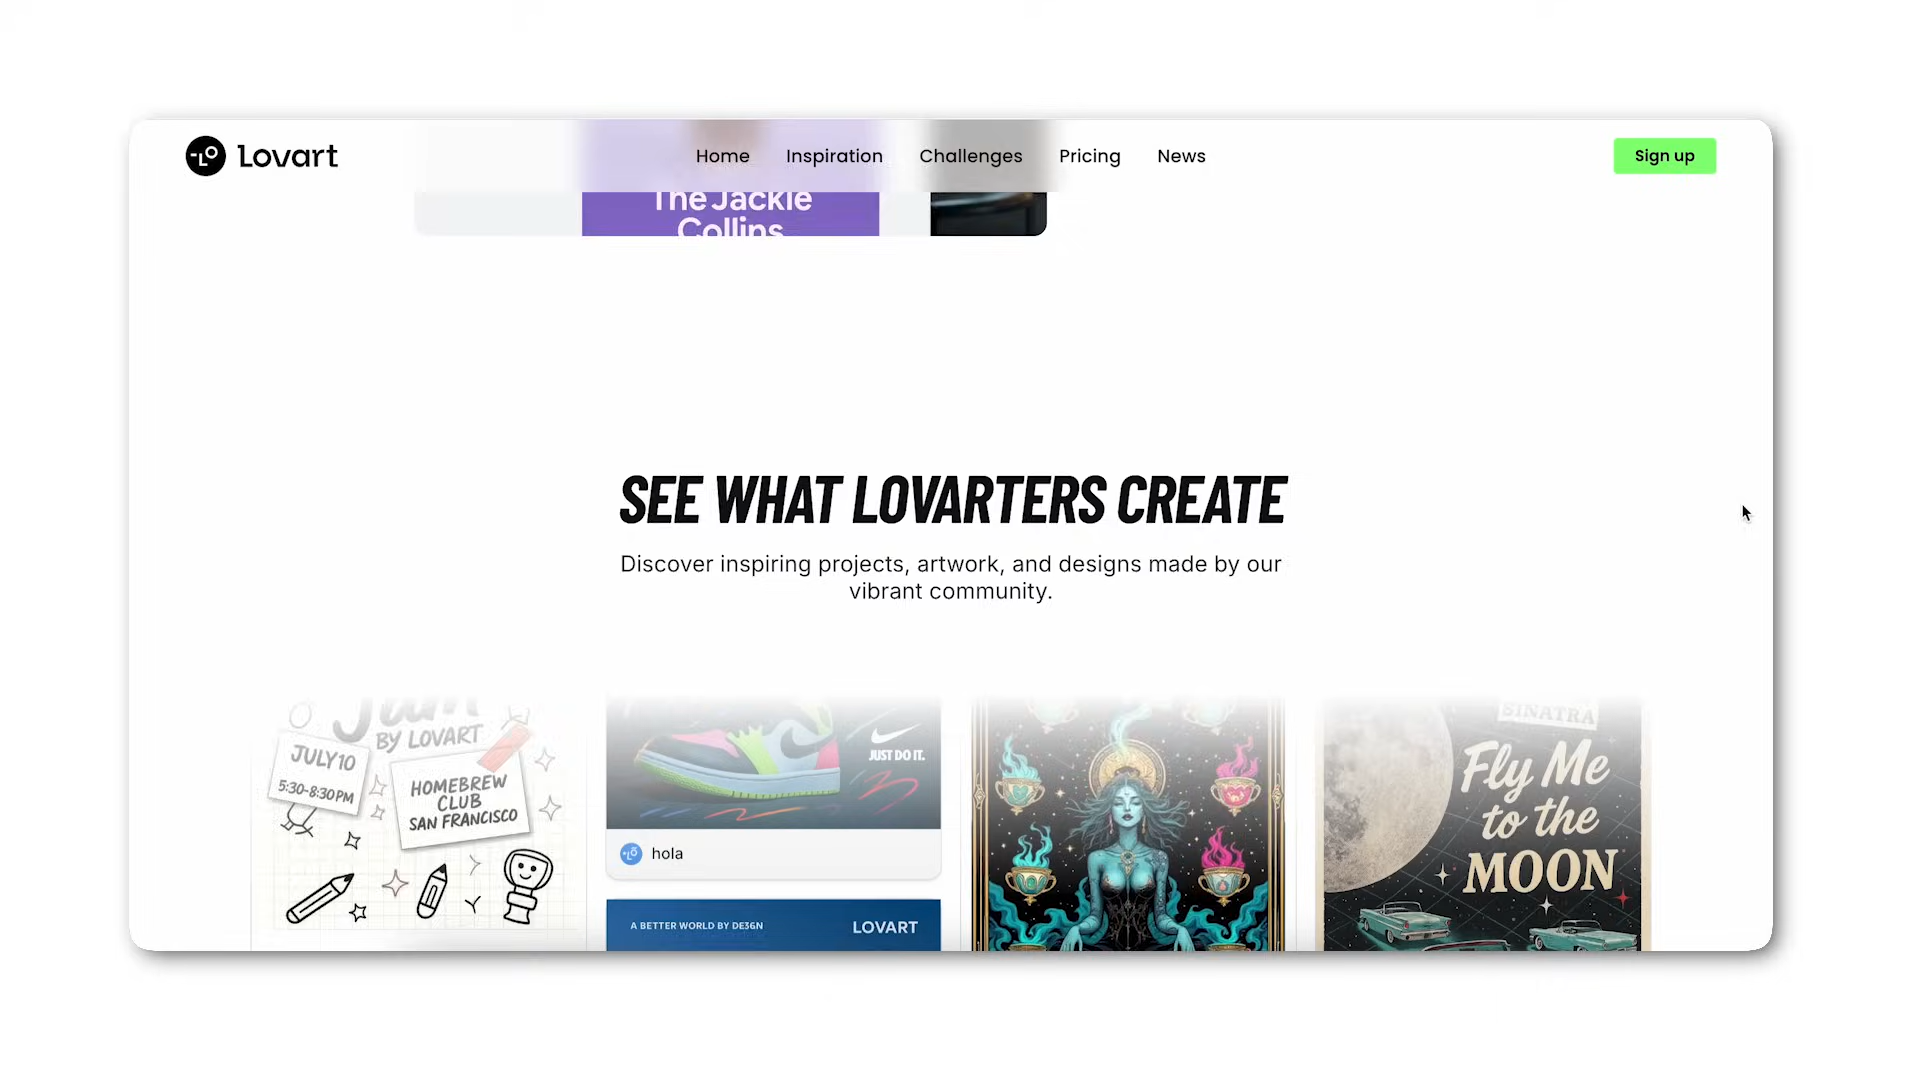 Lovart
Home
Inspiration
Challenges
Pricing
News
Sign up
The Jackie
Collins
SEE WHAT LOVARTERS CREATE
Discover inspiring projects, artwork, and designs made by our
vibrant community.
Jam
BY LOVART
JULY 10
5:30-8:30PM
HOMEBREW
CLUB
SAN FRANCISCO
JUST DO IT.
hola
A BETTER WORLD BY DE36N
LOVART
SINATRA
Fly Me
to the
MOON